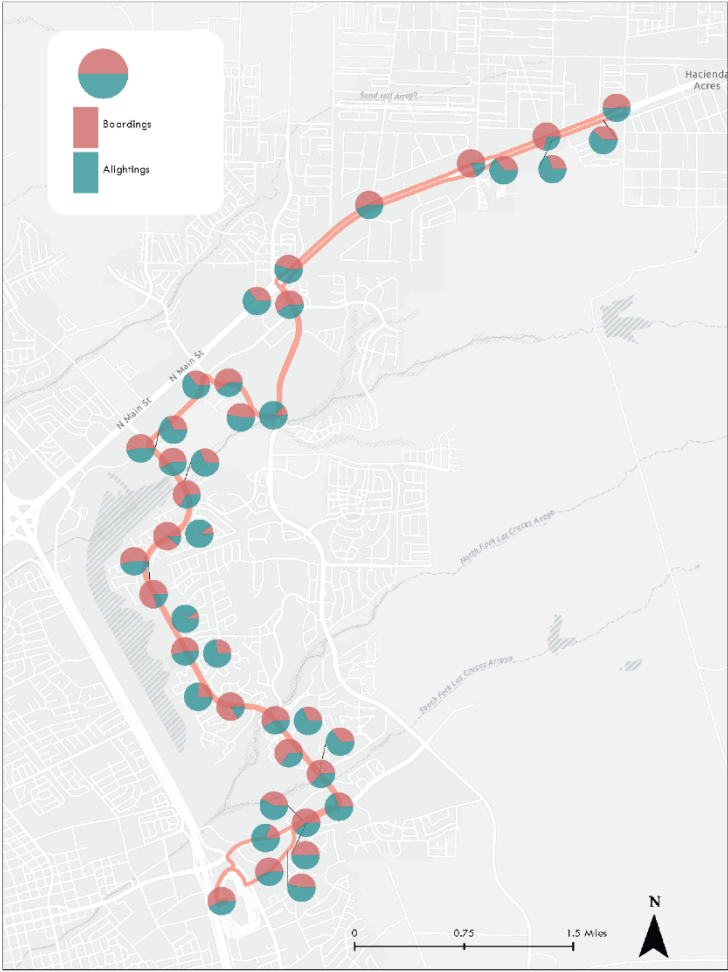 Boardings
Alightings
Sand Hill Arroyo
Hacienda
Acres
N Main St
N Main St
North Fork Las Cruces Arroyo
South Fork Las Cruces Arroyo
N
0
0.75
1.5 Miles